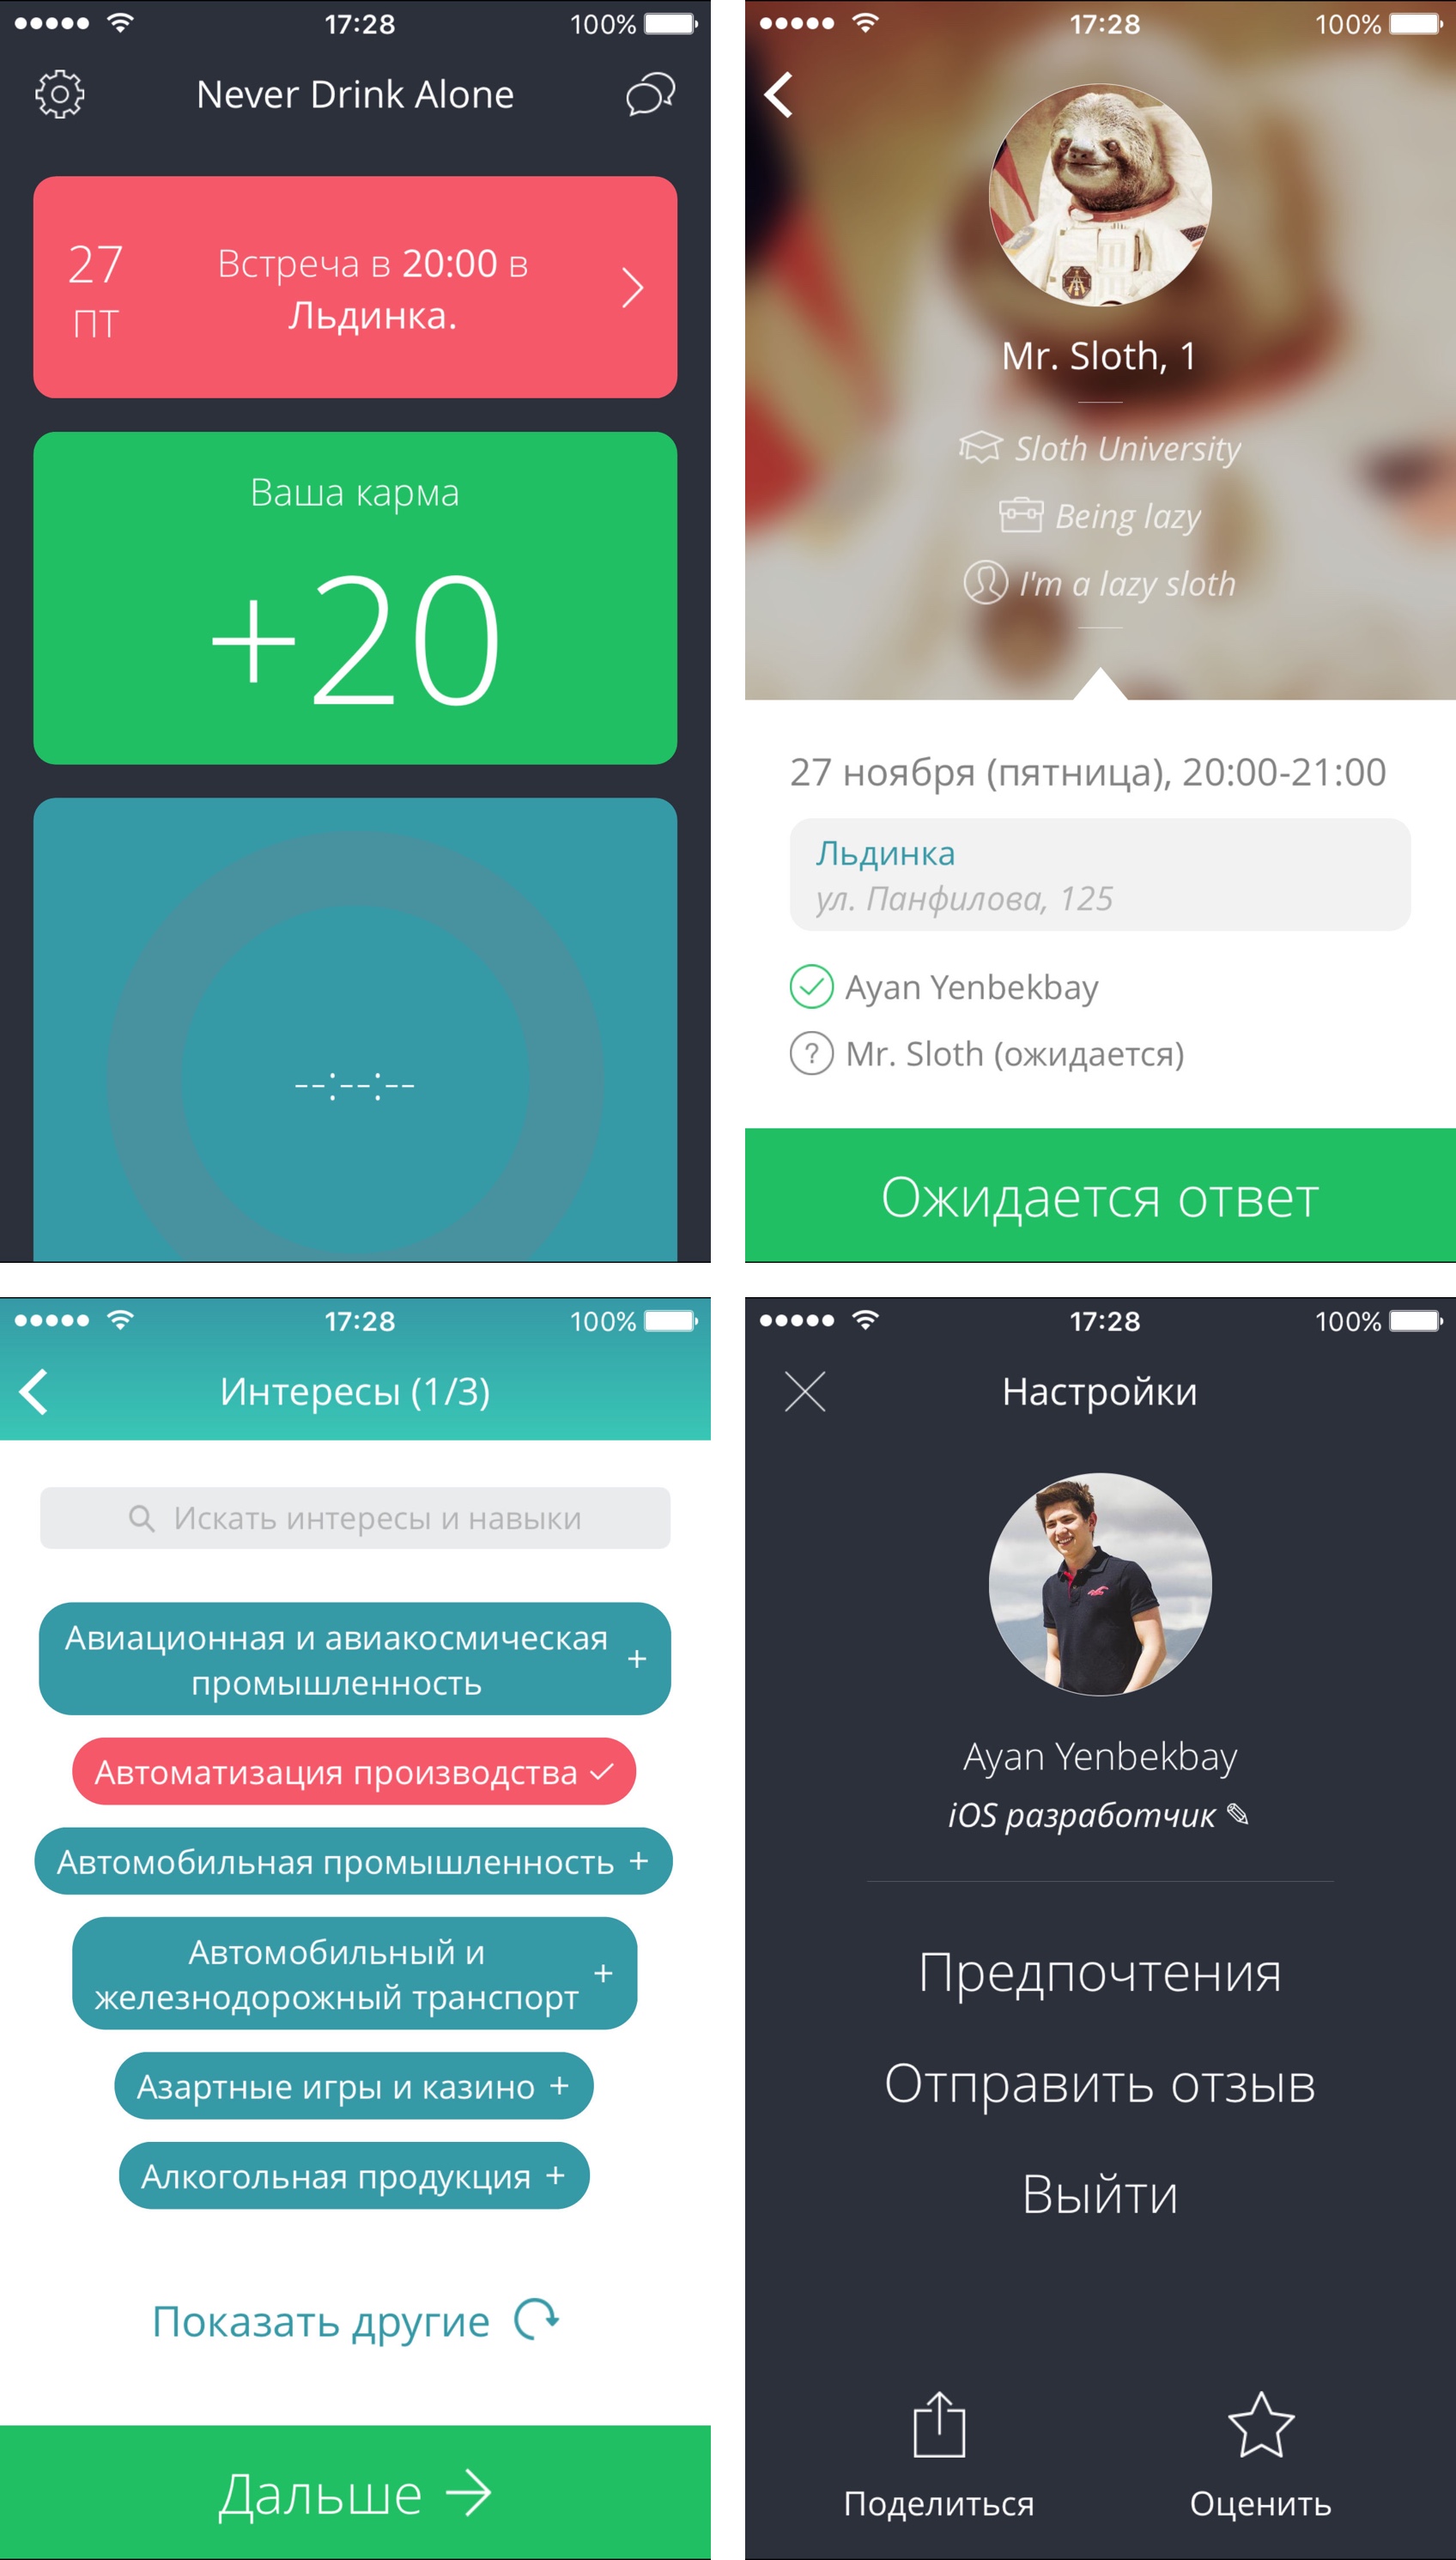 17:28
100%
Never Drink Alone
27
ПТ
Встреча в 20:00 в
Льдинка.
Ваша карма
+20
--:--:--
17:28
100%
Mr. Sloth, 1
Sloth University
Being lazy
I'm a lazy sloth
27 ноября (пятница), 20:00-21:00
Льдинка
ул. Панфилова, 125
Ayan Yenbekbay
? Mr. Sloth (ожидается)
Ожидается ответ
17:28
100%
Интересы (1/3)
Искать интересы и навыки
Авиационная и авиакосмическая
промышленность +
Автоматизация производства
Автомобильная промышленность +
Автомобильный и
железнодорожный транспорт +
Азартные игры и казино +
Алкогольная продукция +
Показать другие
Дальше →
17:28
100%
Настройки
Ayan Yenbekbay
iOS разработчик ✎
Предпочтения
Отправить отзыв
Выйти
Поделиться
Оценить